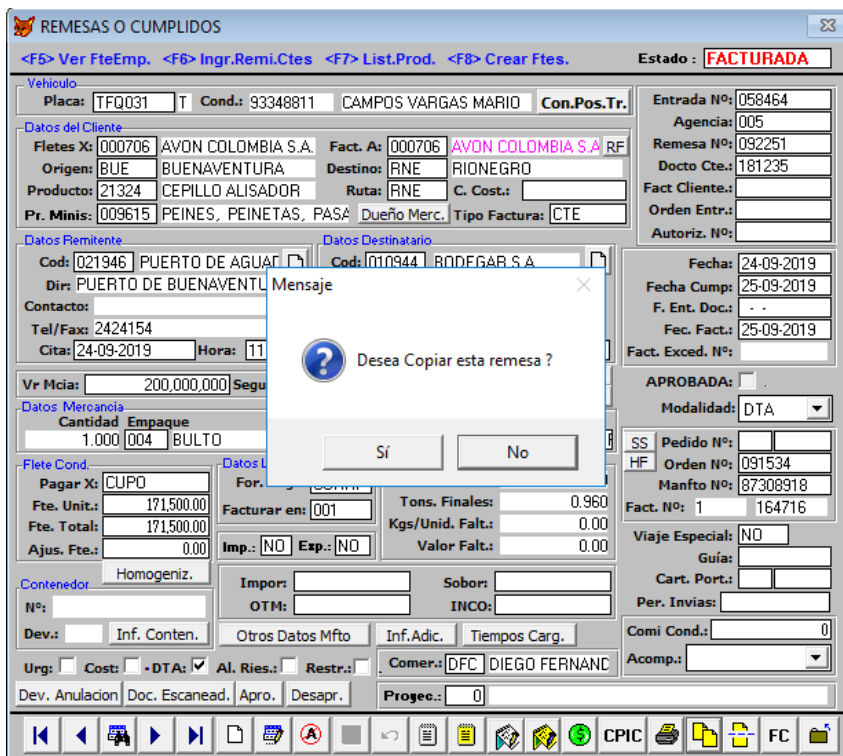 REMESAS O CUMPLIDOS
<F5> Ver FteEmp. <F6> Ingr.Remi.Ctes <F7> List.Prod. <F8> Crear Ftes. Estado : FACTURADA
Vehiculo
Placa: TFQ031 T Cond.: 93348811 CAMPOS VARGAS MARIO Con.Pos.Tr.
Entrada Nº: 058464
Agencia: 005
Datos del Cliente
Fletes X: 000706 AVON COLOMBIA S.A. Fact. A: 000706 AVON COLOMBIA S.A RF
Remesa Nº: 092251
Origen: BUE BUENAVENTURA Destino: RNE RIONEGRO
Docto Cte.: 181235
Producto: 21324 CEPILLO ALISADOR Ruta: RNE C. Cost.:
Fact Cliente.:
Pr. Minis: 009615 PEINES, PEINETAS, PASA Dueño Merc. Tipo Factura: CTE
Orden Entr.:
Autoriz. Nº:
Datos Remitente
Datos Destinatario
Cod: 021946 PUERTO DE AGUAD Cod: 010944 BODEGAR S.A
Fecha: 24-09-2019
Dir: PUERTO DE BUENAVENTU
Fecha Cump: 25-09-2019
Contacto:
F. Ent. Doc.: - -
Tel/Fax: 2424154
Fec. Fact.: 25-09-2019
Cita: 24-09-2019 Hora: 11
Fact. Exced. Nº:
Mensaje
Desea Copiar esta remesa ?
Sí No
Vr Mcia: 200,000,000 Segu
APROBADA: .
Modalidad: DTA
Datos Mercancia
Cantidad Empaque
1.000 004 BULTO
SS Pedido Nº:
HF Orden Nº: 091534
Manfto Nº: 87308918
Fact. Nº: 1 164716
Flete Cond.
Datos L
Pagar X: CUPO For.
Fte. Unit.: 171,500.00 Facturar en: 001 Tons. Finales: 0.960
Fte. Total: 171,500.00 Kgs/Unid. Falt.: 0.00
Ajus. Fte.: 0.00 Imp.: NO Exp.: NO Valor Falt.: 0.00
Viaje Especial: NO
Guía:
Homogeniz.
Contenedor
Impor: Sobor:
Cart. Port.:
Nº: OTM: INCO:
Per. Invias:
Dev.: Inf. Conten. Otros Datos Mfto Inf.Adic. Tiempos Carg.
Comi Cond.: 0
Urg: Cost: DTA: Al. Ries.: Restr.: Comer.: DFC DIEGO FERNAND
Acomp.:
Dev. Anulacion Doc. Escanead. Apro. Desapr. Proyec.: 0
CPIC FC